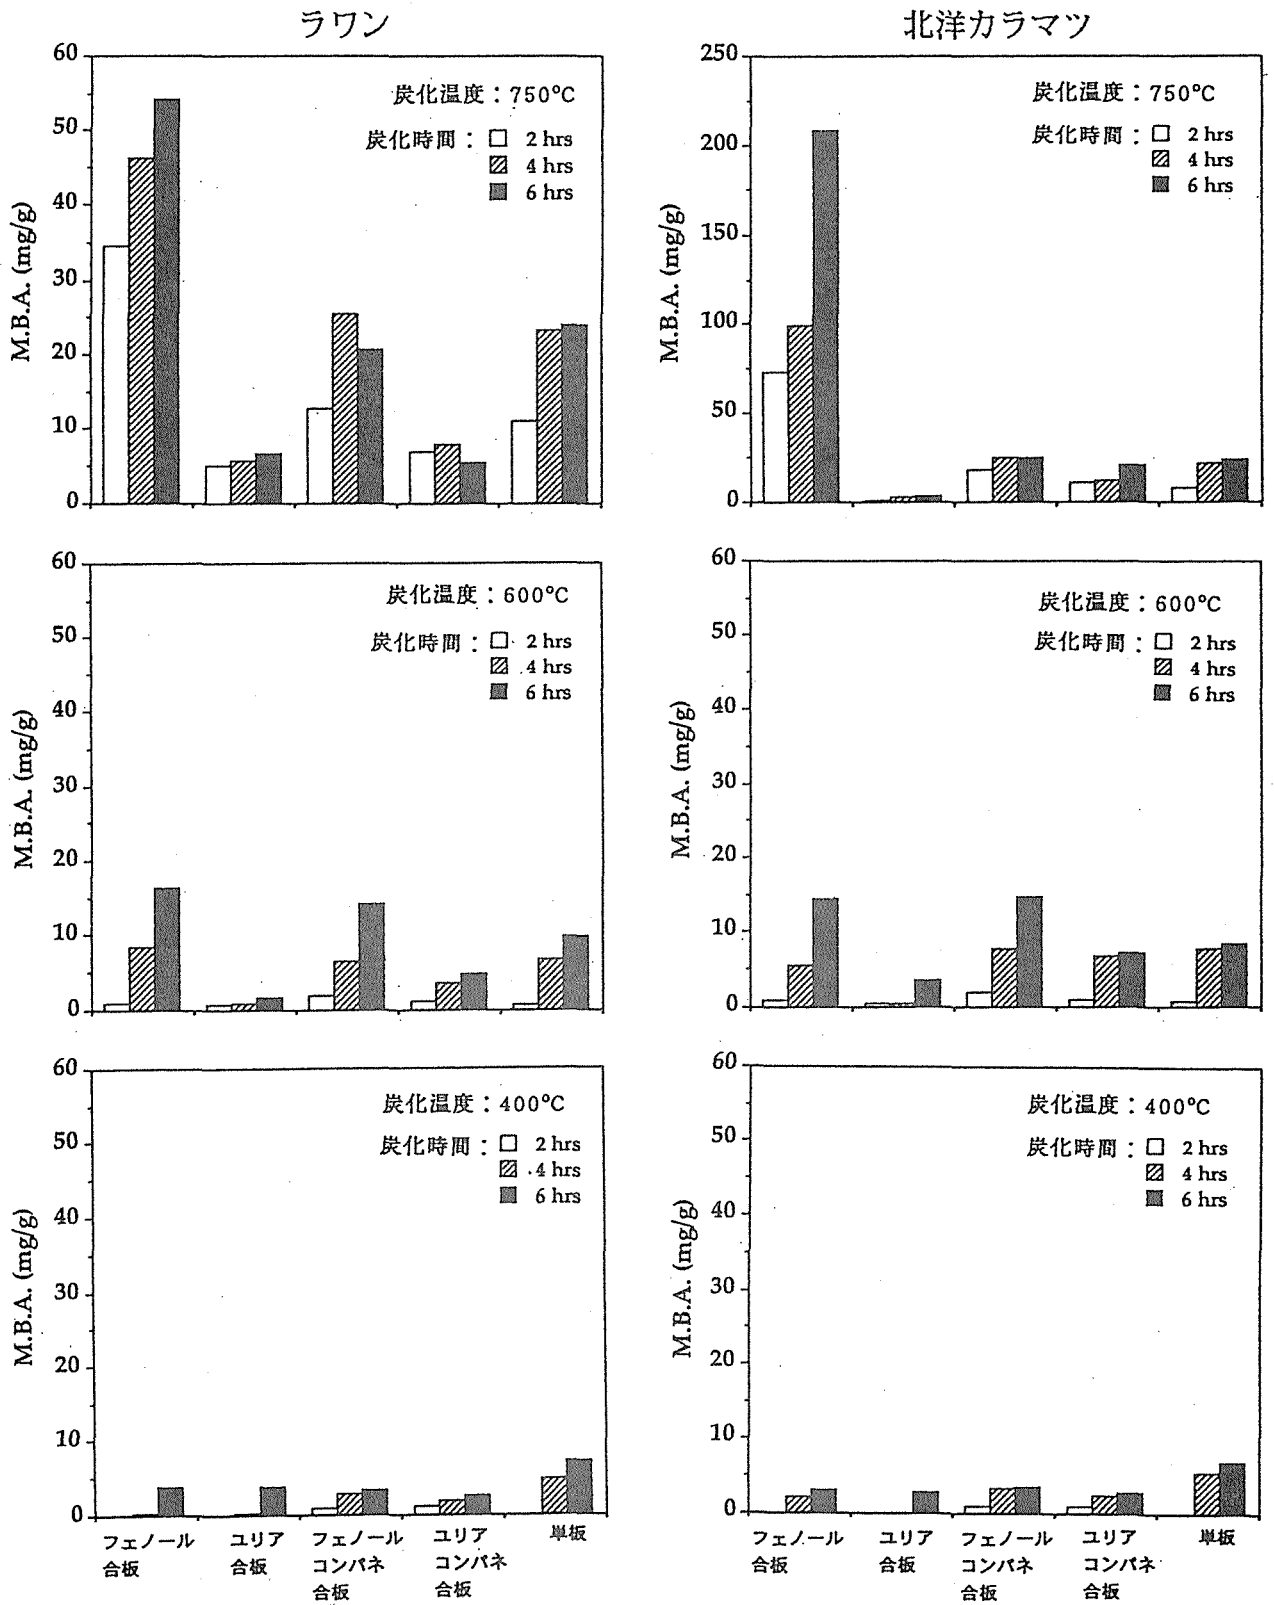 ラワン
60
50
40
30
20
10
0
M.B.A. (mg/g)
炭化温度：750°C
炭化時間：
2 hrs
4 hrs
6 hrs
北洋カラマツ
250
200
150
100
50
0
M.B.A. (mg/g)
炭化温度：750°C
炭化時間：
2 hrs
4 hrs
6 hrs
60
50
40
30
20
10
0
M.B.A. (mg/g)
炭化温度：600°C
炭化時間：
2 hrs
4 hrs
6 hrs
60
50
40
30
20
10
0
M.B.A. (mg/g)
炭化温度：600°C
炭化時間：
2 hrs
4 hrs
6 hrs
60
50
40
30
20
10
0
M.B.A. (mg/g)
炭化温度：400°C
炭化時間：
2 hrs
4 hrs
6 hrs
フェノール
合板
ユリア
合板
フェノール
コンパネ
合板
ユリア
コンパネ
合板
単板
60
50
40
30
20
10
0
M.B.A. (mg/g)
炭化温度：400°C
炭化時間：
2 hrs
4 hrs
6 hrs
フェノール
合板
ユリア
合板
フェノール
コンパネ
合板
ユリア
コンパネ
合板
単板